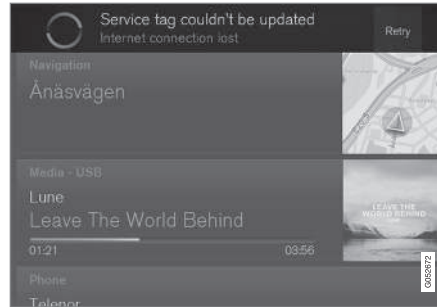 Service tag couldn't be updated
Internet connection lost
Retry
Navigation
Ånäsvägen
Media - USB
Lune
Leave The World Behind
01:21
03:56
LEAVE THE
WORLD BEHIND
Phone
Telenor
G052672